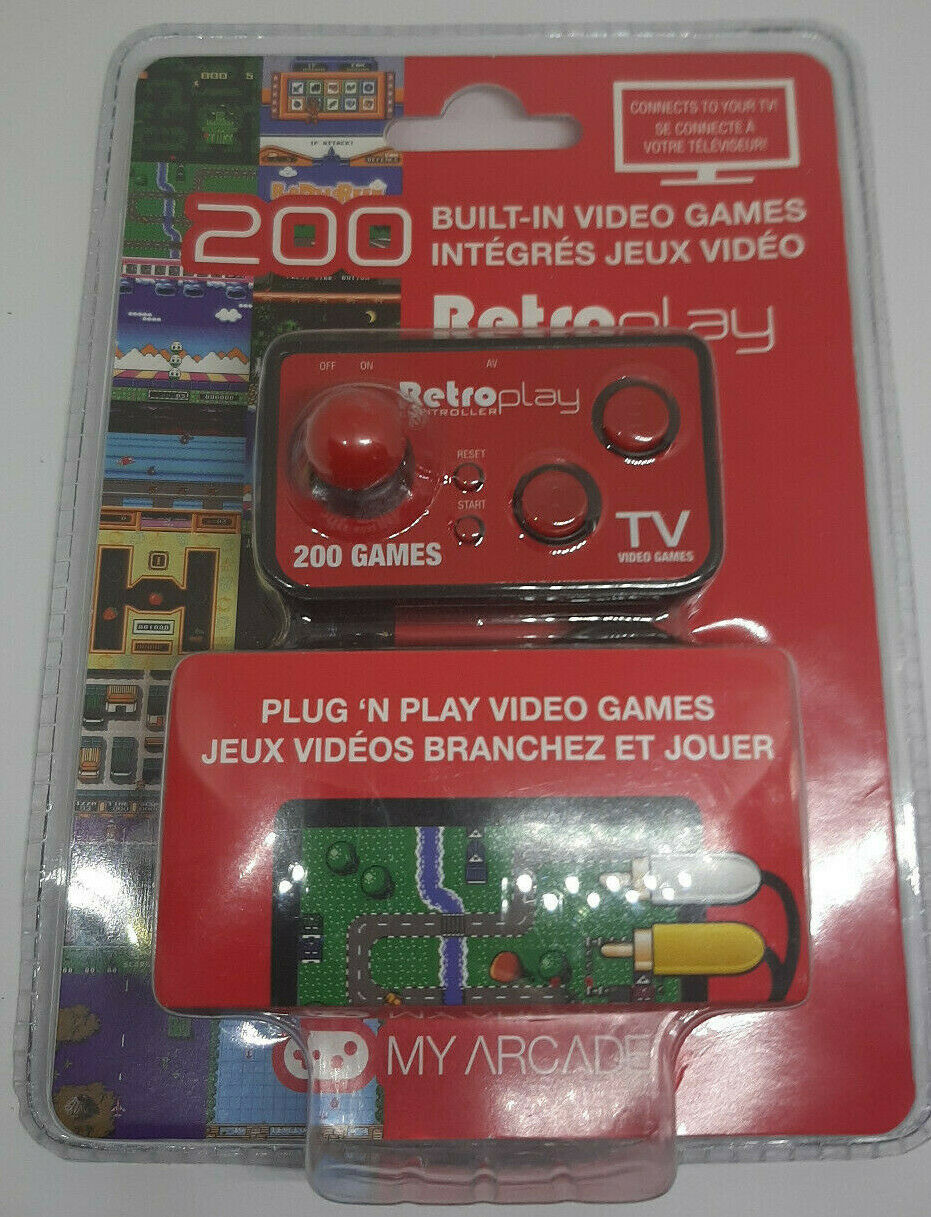 CONNECTS TO YOUR TV!
SE CONNECTE À
VOTRE TÉLÉVISEUR!
200 BUILT-IN VIDEO GAMES
INTÉGRÉS JEUX VIDÉO
Retroplay
OFF ON AV
Retroplay
CONTROLLER
RESET
START
200 GAMES
TV
VIDEO GAMES
PLUG 'N PLAY VIDEO GAMES
JEUX VIDÉOS BRANCHEZ ET JOUER
MY ARCADE